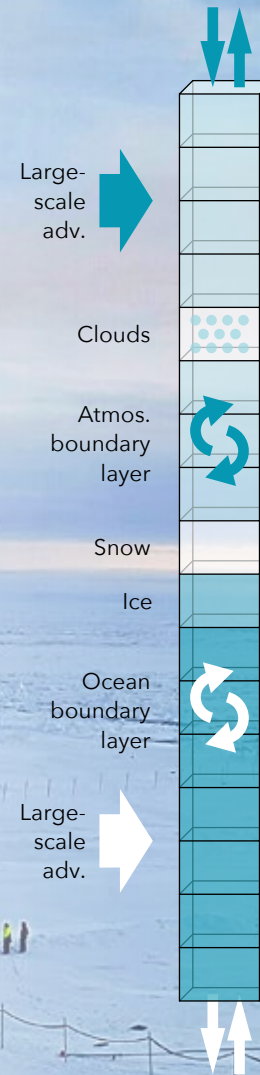 Large-
scale
adv.
Clouds
Atmos.
boundary
layer
Snow
Ice
Ocean
boundary
layer
Large-
scale
adv.